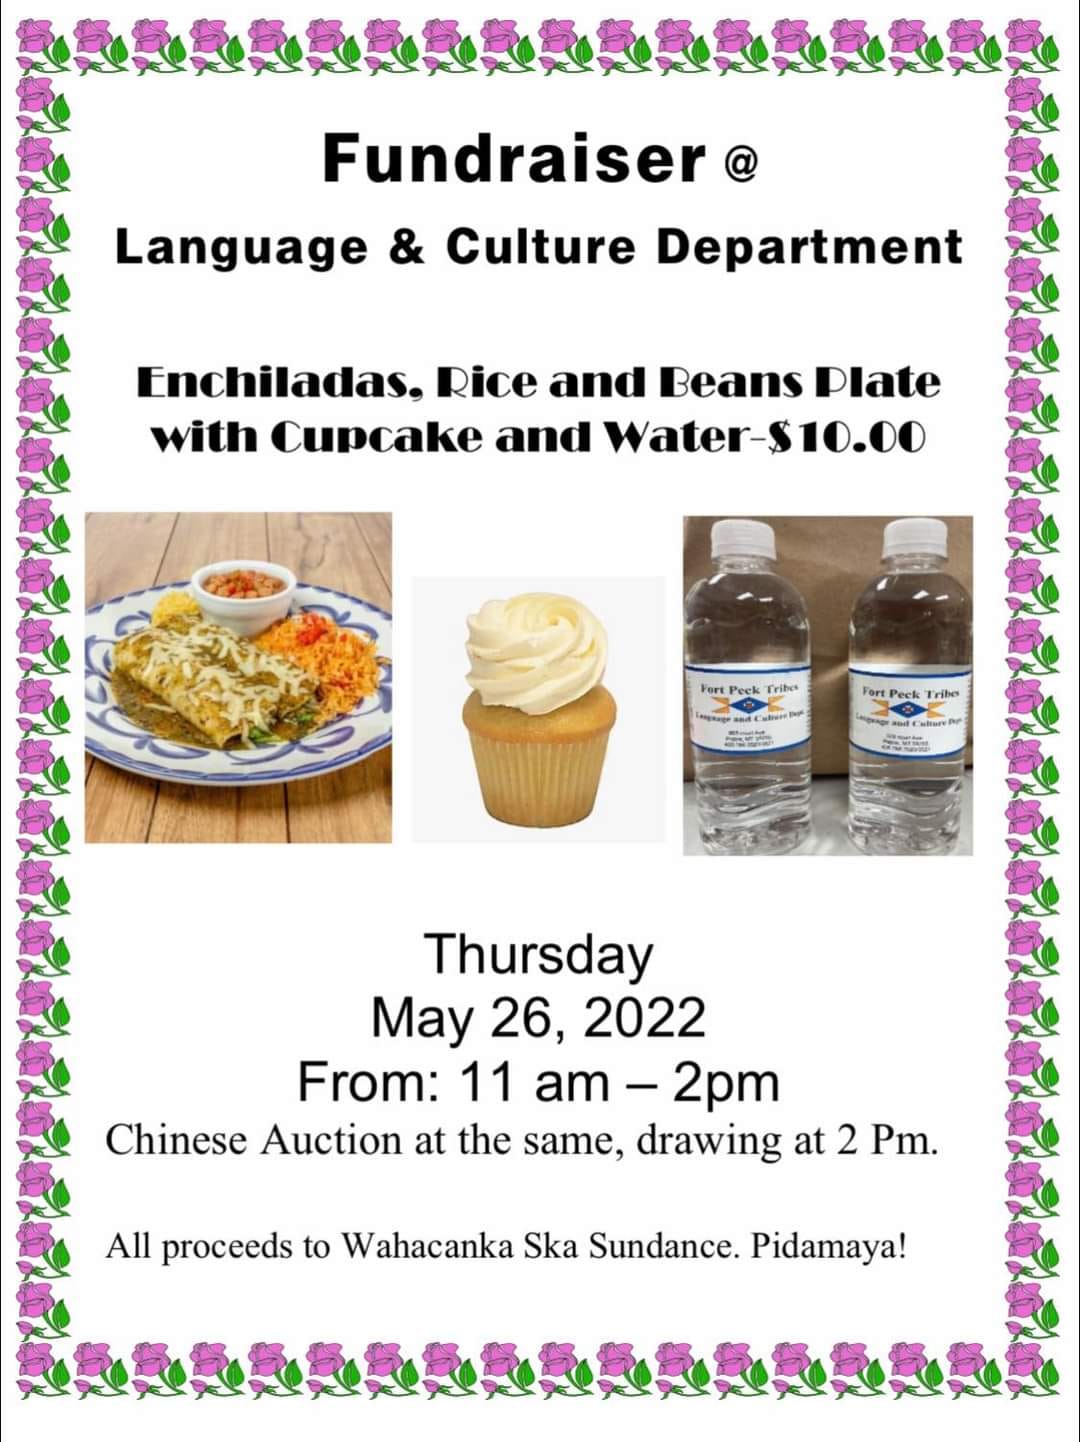 Fundraiser @
Language & Culture Department
Enchiladas, Rice and Beans Plate
with Cupcake and Water-$10.00
Fort Peck Tribes
Language and Culture Dept.
Fort Peck Tribes
Language and Culture Dept.
Thursday
May 26, 2022
From: 11 am – 2pm
Chinese Auction at the same, drawing at 2 Pm.
All proceeds to Wahacanka Ska Sundance. Pidamaya!